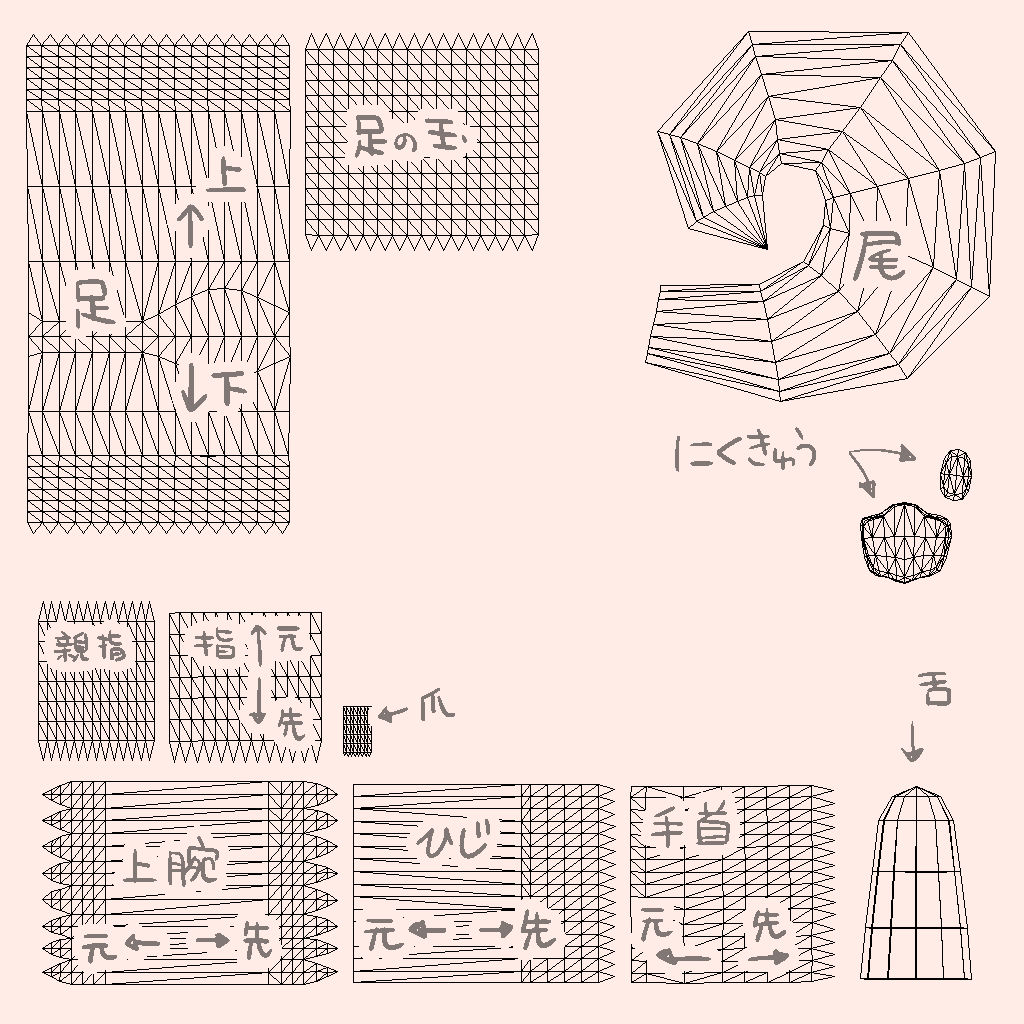 足の玉
上
足
下
尾
にくきゅう
親指
指
元
先
爪
舌
上腕
元
先
ひじ
元
先
手首
元
先